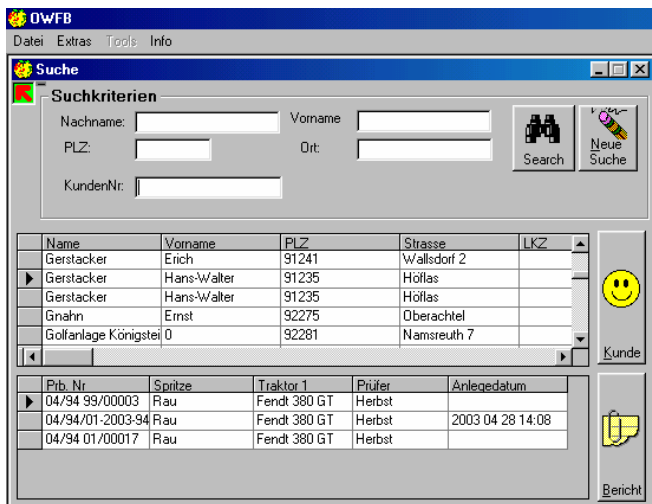 OWFB
Datei Extras Tools Info
Suche
Suchkriterien
Nachname: Vorname
PLZ: Ort:
KundenNr:
Search
Neue
Suche
Name Vorname PLZ Strasse LKZ
Gerstacker Erich 91241 Wallsdorf 2
Gerstacker Hans-Walter 91235 Höflas
Gerstacker Hans-Walter 91235 Höflas
Gnahn Ernst 92275 Oberachtel
Golfanlage Königstei 0 92281 Namsreuth 7
Kunde
Prb. Nr Spritze Traktor 1 Prüfer Anlegedatum
04/94 99/00003 Rau Fendt 380 GT Herbst
04/94/01-2003-94 Rau Fendt 380 GT Herbst 2003 04 28 14:08
04/94 01/00017 Rau Fendt 380 GT Herbst
Bericht